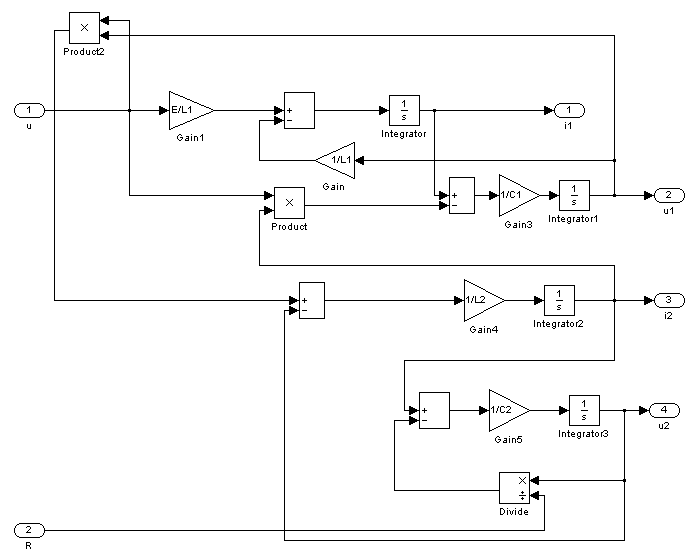 ×
Product2
1
u
E/L1
Gain1
+
−
1
s
Integrator
1
i1
1/L1
Gain
×
Product
+
−
1/C1
Gain3
1
s
Integrator1
2
u1
+
−
1/L2
Gain4
1
s
Integrator2
3
i2
+
−
1/C2
Gain5
1
s
Integrator3
4
u2
×
÷
Divide
2
R